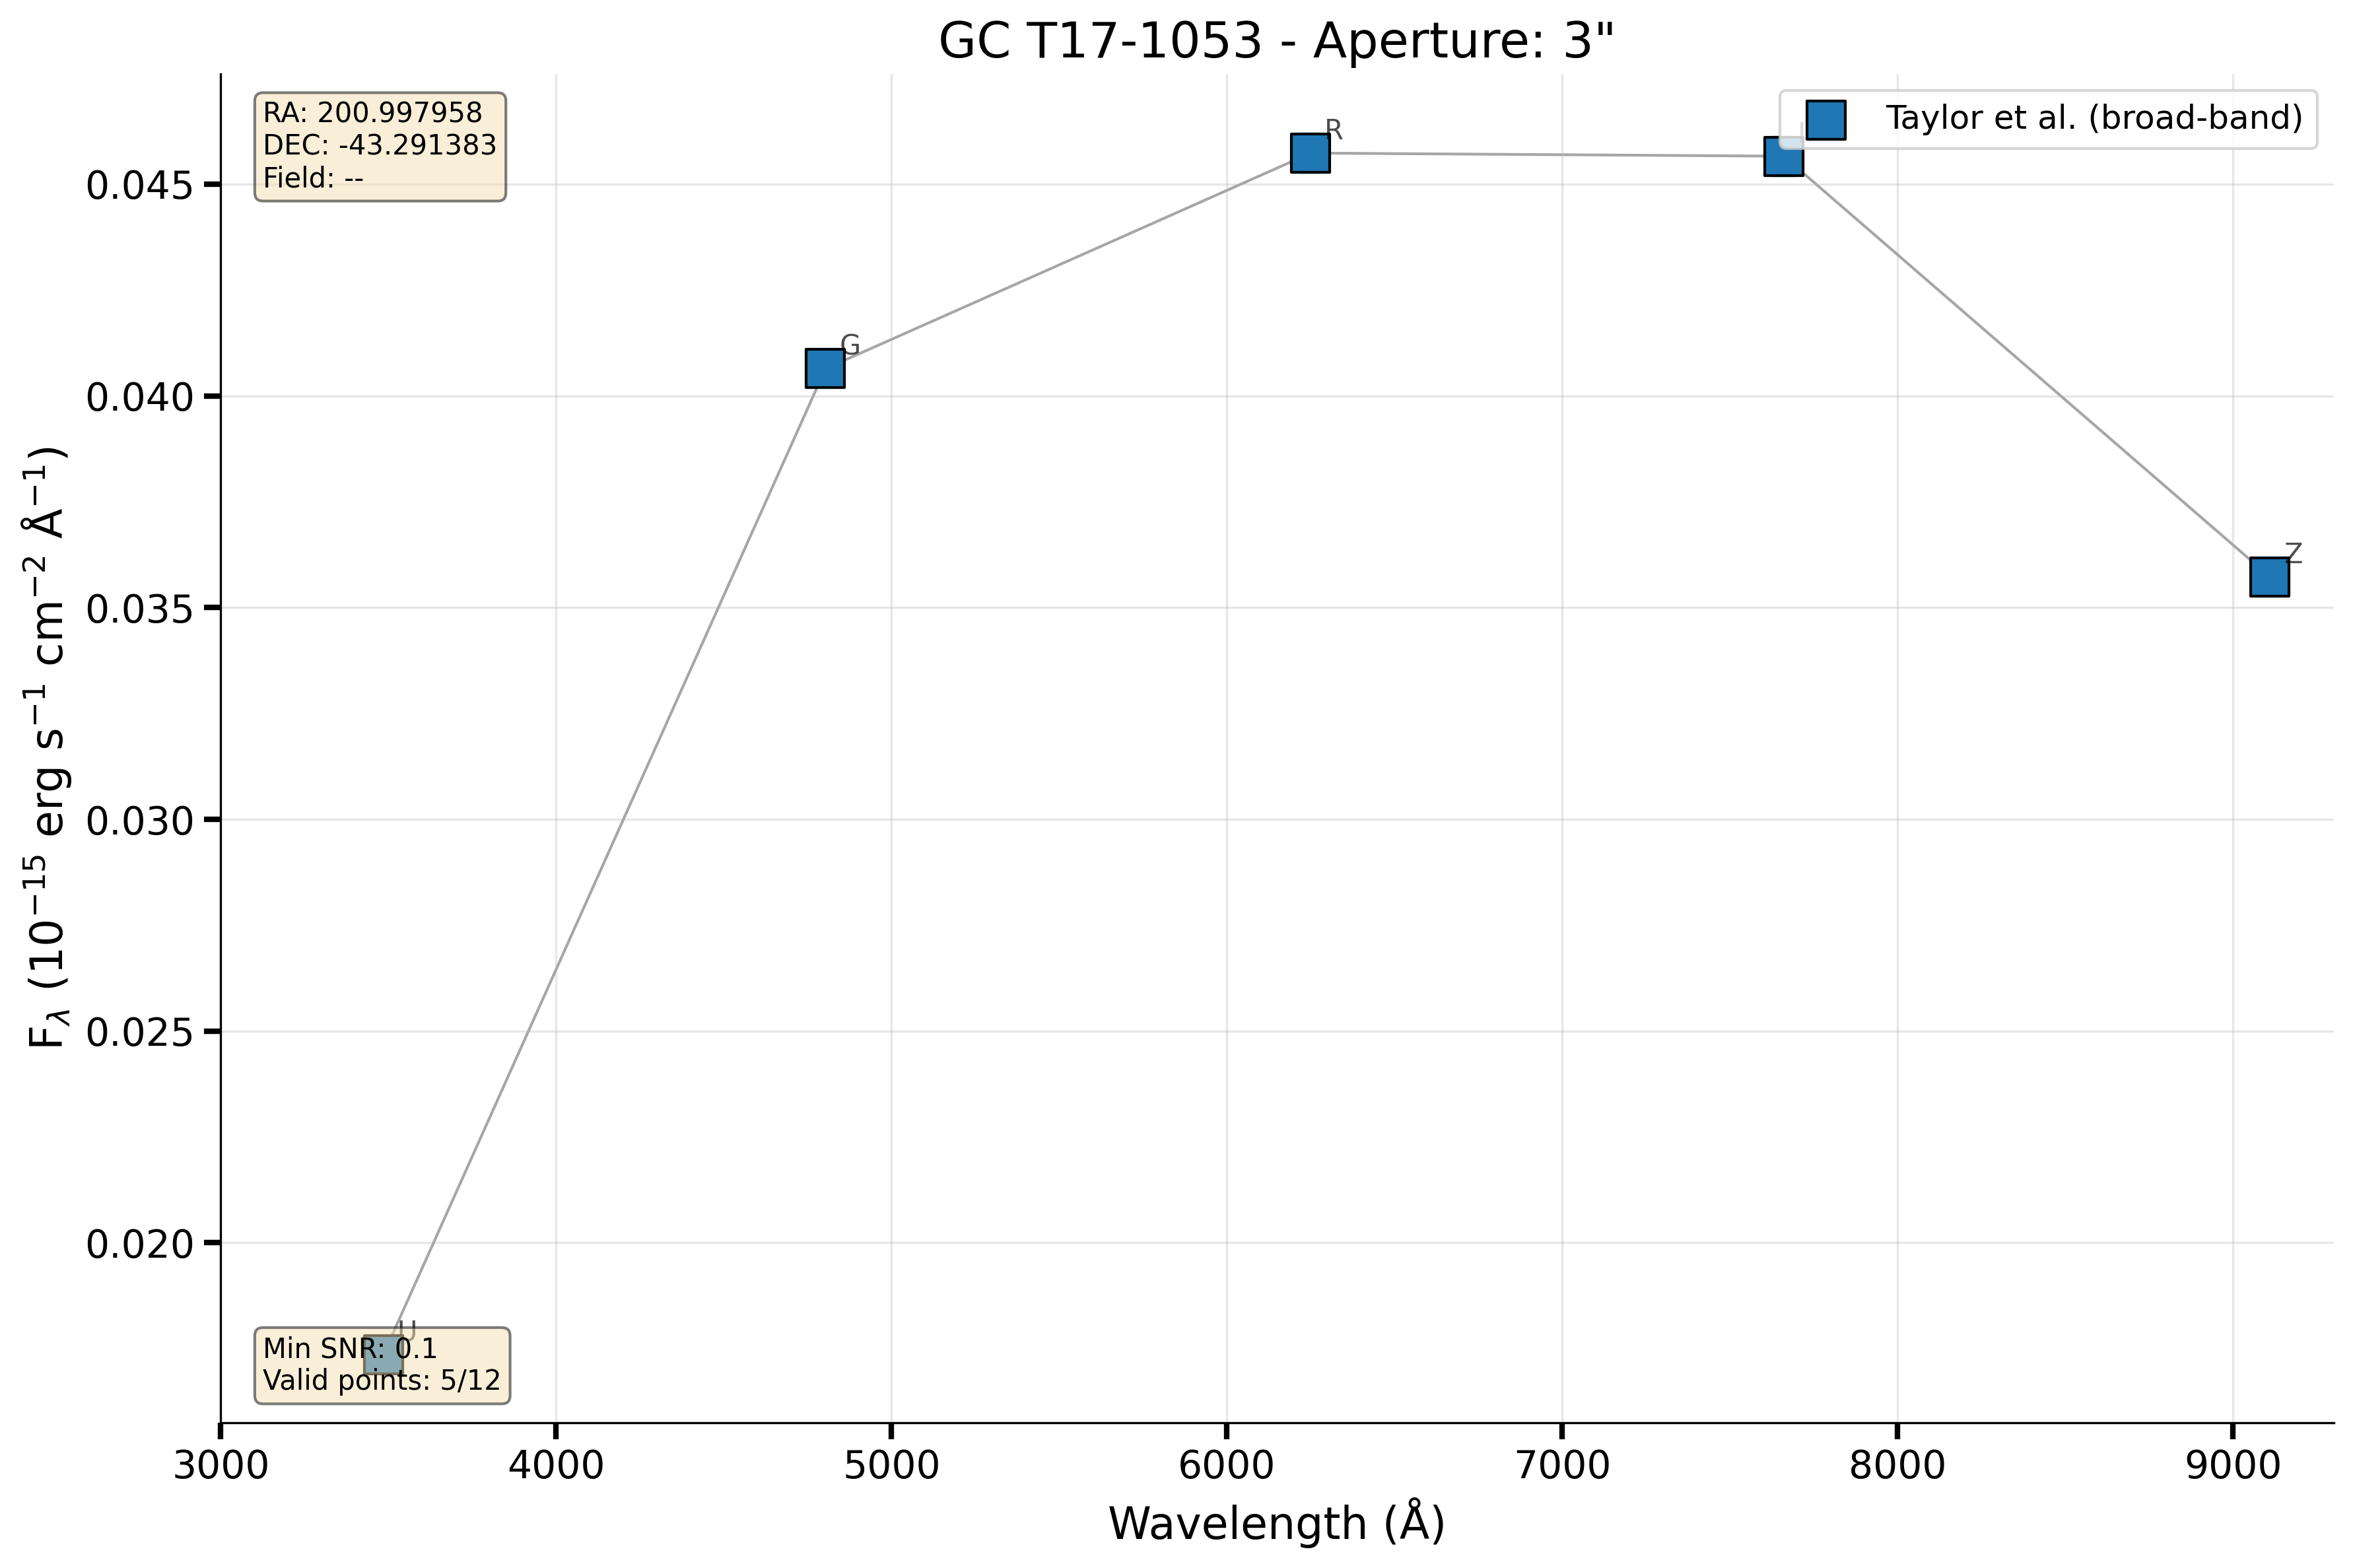 GC T17-1053 - Aperture: 3"
RA: 200.997958
DEC: -43.291383
Field: --
Taylor et al. (broad-band)
R
G
Z
U
0.045
0.040
0.035
0.030
0.025
0.020
F_λ (10⁻¹⁵ erg s⁻¹ cm⁻² Å⁻¹)
Min SNR: 0.1
Valid points: 5/12
3000 4000 5000 6000 7000 8000 9000
Wavelength (Å)